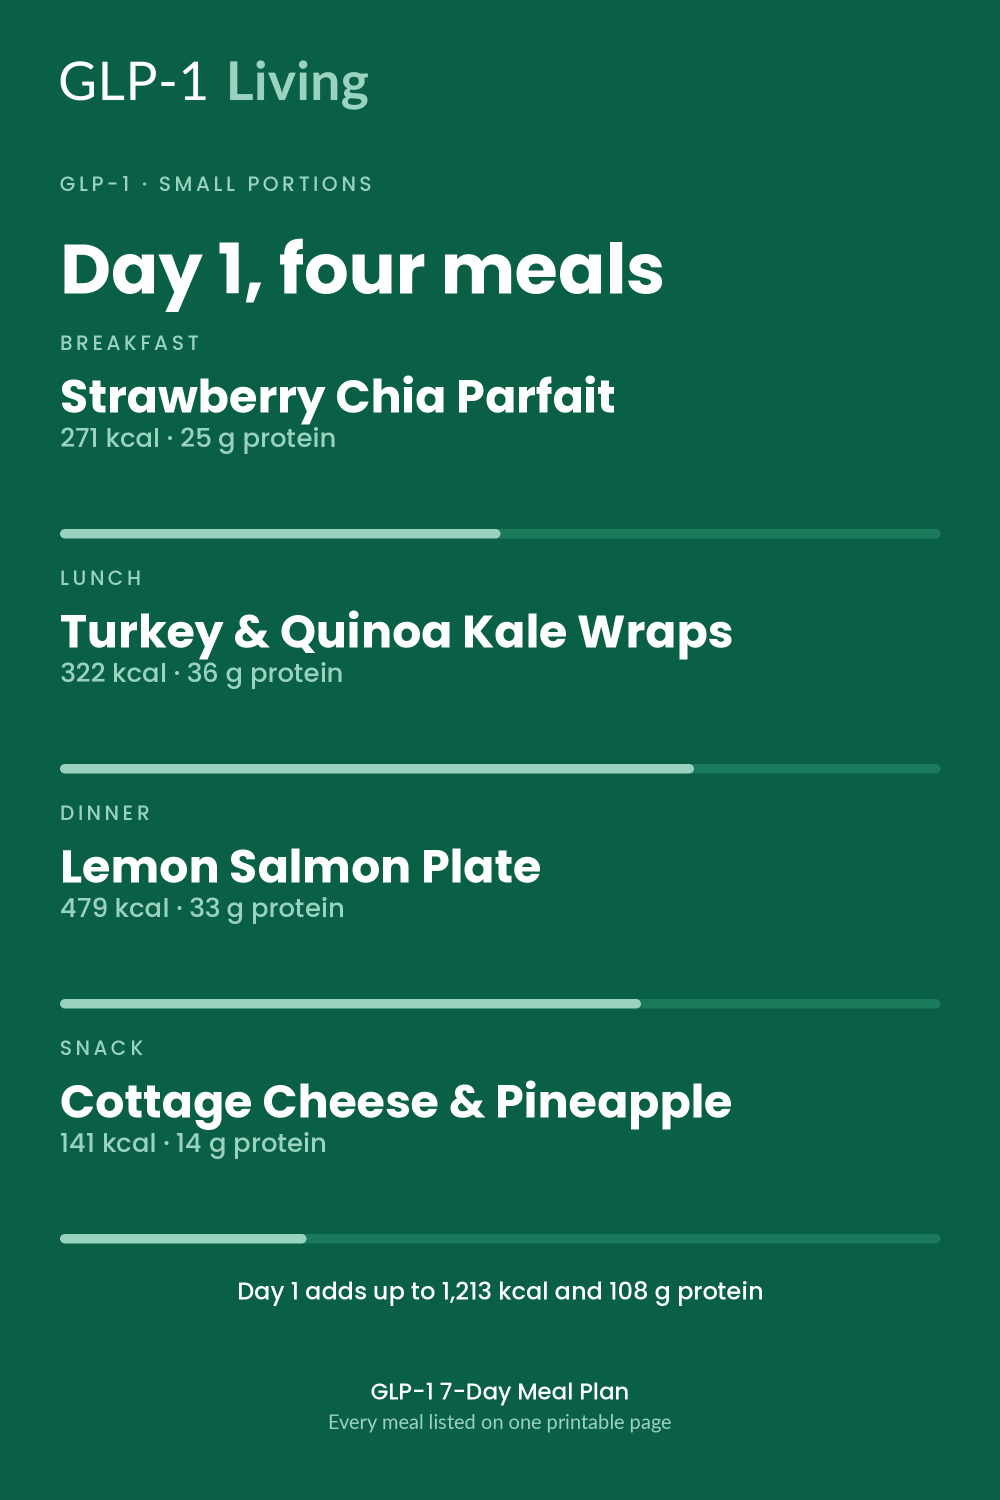 GLP-1 Living
GLP-1 · SMALL PORTIONS
Day 1, four meals
BREAKFAST
Strawberry Chia Parfait
271 kcal · 25 g protein
LUNCH
Turkey & Quinoa Kale Wraps
322 kcal · 36 g protein
DINNER
Lemon Salmon Plate
479 kcal · 33 g protein
SNACK
Cottage Cheese & Pineapple
141 kcal · 14 g protein
Day 1 adds up to 1,213 kcal and 108 g protein
GLP-1 7-Day Meal Plan
Every meal listed on one printable page